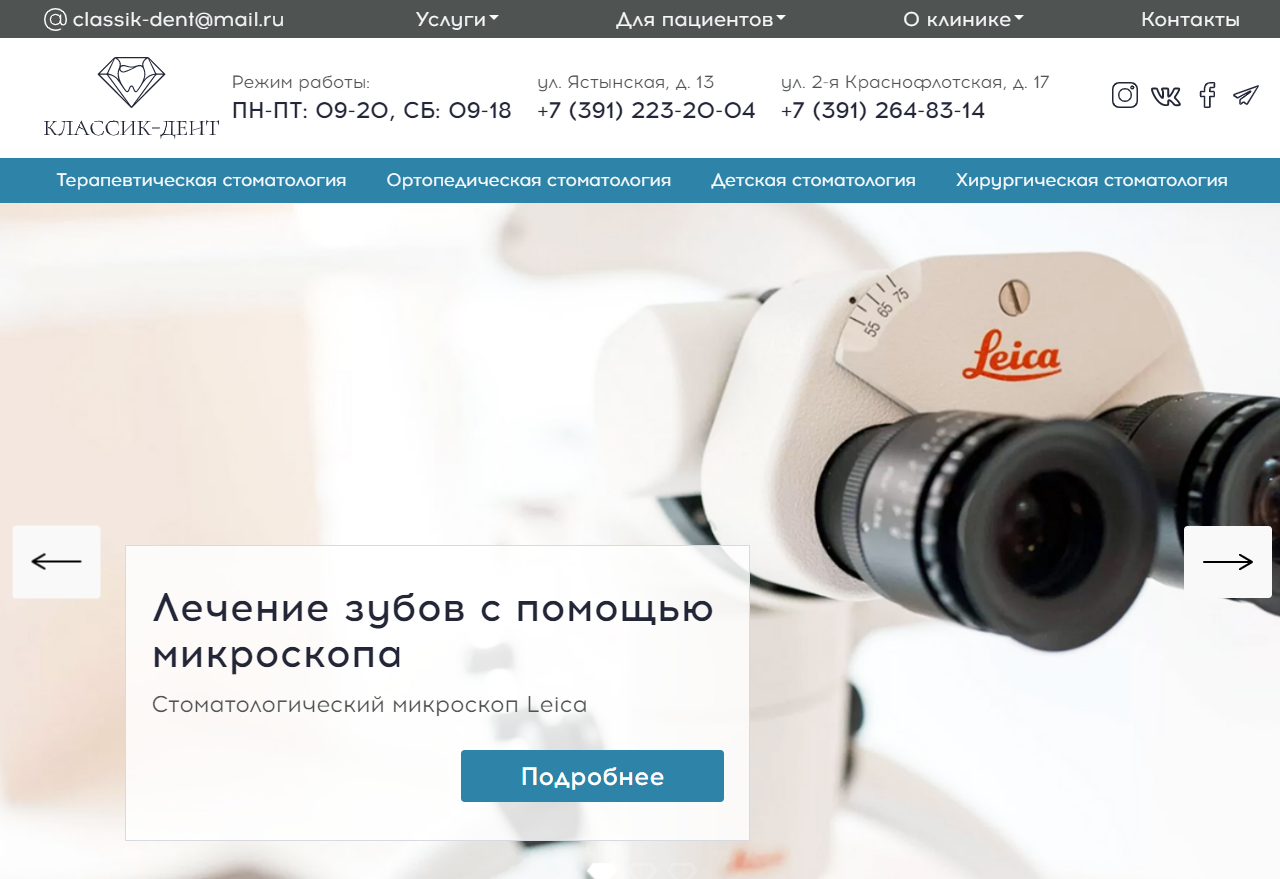 classik-dent@mail.ru Услуги Для пациентов О клинике Контакты
КЛАССИК-ДЕНТ
Режим работы:
ПН-ПТ: 09-20, СБ: 09-18
ул. Ястынская, д. 13
+7 (391) 223-20-04
ул. 2-я Краснофлотская, д. 17
+7 (391) 264-83-14
Терапевтическая стоматология Ортопедическая стоматология Детская стоматология Хирургическая стоматология
55 65 75
Leica
Лечение зубов с помощью
микроскопа
Стоматологический микроскоп Leica
Подробнее